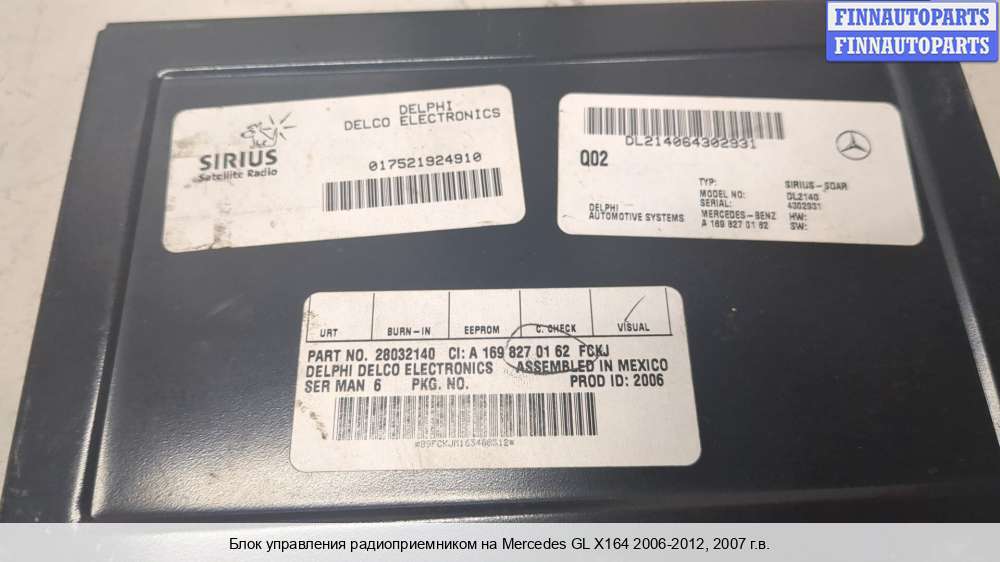 FINNAUTOPARTS
FINNAUTOPARTS
SIRIUS
Satellite Radio
DELPHI
DELCO ELECTRONICS
017521924910
DL214064302931
Q02
DELPHI
AUTOMOTIVE SYSTEMS
TYP: SIRIUS-SDAR
MODEL NO: DL2140
SERIAL: 4302931
MERCEDES-BENZ HW:
A 169 827 01 62 SW:
URT BURN-IN EEPROM C. CHECK VISUAL
PART NO. 28032140 CI: A 169 827 01 62 FCKJ
DELPHI DELCO ELECTRONICS ASSEMBLED IN MEXICO
SER MAN 6 PKG. NO. PROD ID: 2006
Блок управления радиоприемником на Mercedes GL X164 2006-2012, 2007 г.в.